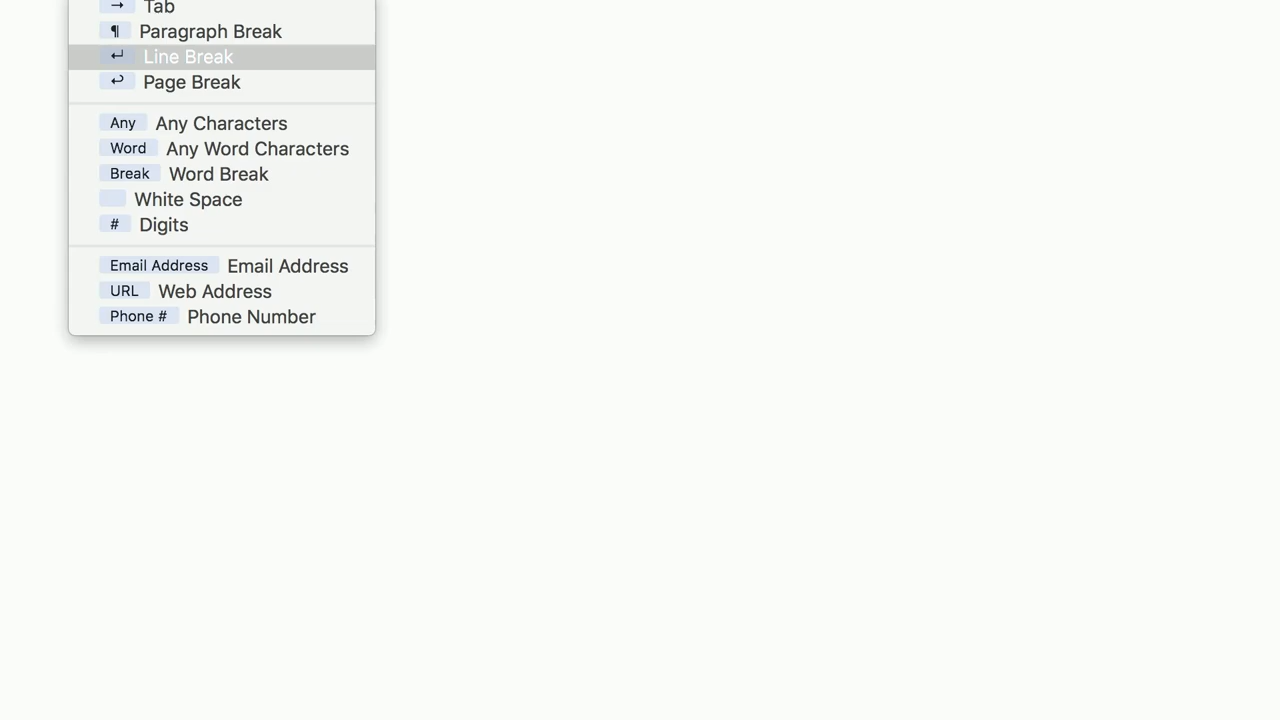 → Tab
¶ Paragraph Break
↵ Line Break
↩ Page Break
Any Any Characters
Word Any Word Characters
Break Word Break
White Space
# Digits
Email Address Email Address
URL Web Address
Phone # Phone Number